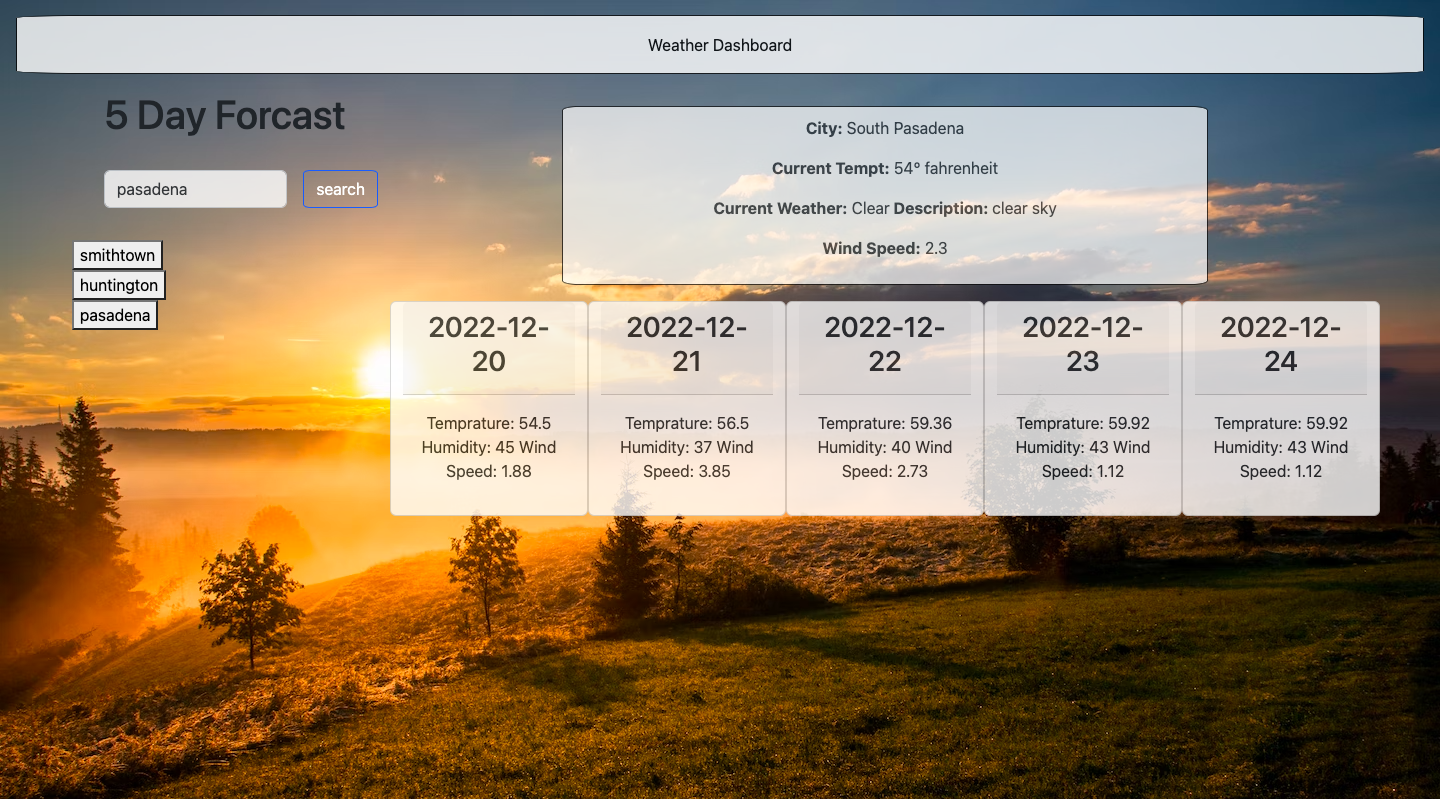 Weather Dashboard
5 Day Forcast
pasadena
search
smithtown
huntington
pasadena
City: South Pasadena
Current Tempt: 54° fahrenheit
Current Weather: Clear Description: clear sky
Wind Speed: 2.3
2022-12-
20
Temprature: 54.5
Humidity: 45 Wind
Speed: 1.88
2022-12-
21
Temprature: 56.5
Humidity: 37 Wind
Speed: 3.85
2022-12-
22
Temprature: 59.36
Humidity: 40 Wind
Speed: 2.73
2022-12-
23
Temprature: 59.92
Humidity: 43 Wind
Speed: 1.12
2022-12-
24
Temprature: 59.92
Humidity: 43 Wind
Speed: 1.12